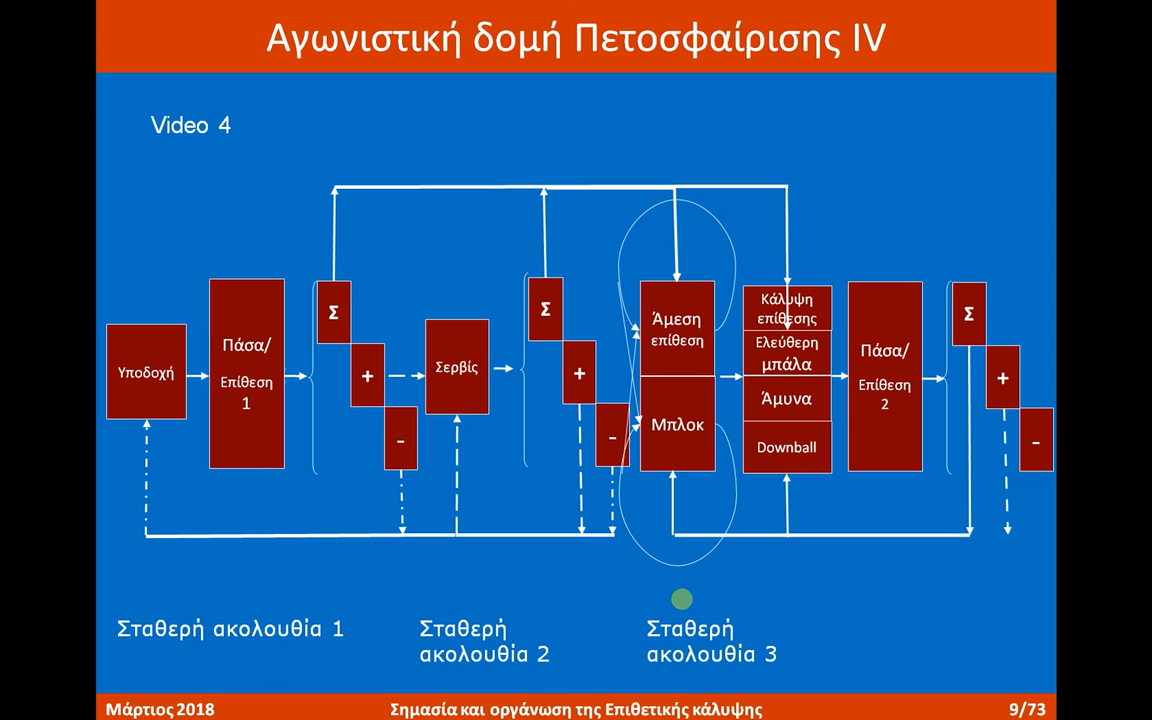 Αγωνιστική δομή Πετοσφαίρισης IV
Video 4
Υποδοχή
Πάσα/
Επίθεση
1
Σ
+
-
Σερβίς
Σ
+
-
Άμεση
επίθεση
Μπλοκ
Κάλυψη
επίθεσης
Ελεύθερη
μπάλα
Άμυνα
Downball
Πάσα/
Επίθεση
2
Σ
+
-
Σταθερή ακολουθία 1
Σταθερή
ακολουθία 2
Σταθερή
ακολουθία 3
Μάρτιος 2018
Σημασία και οργάνωση της Επιθετικής κάλυψης
9/73